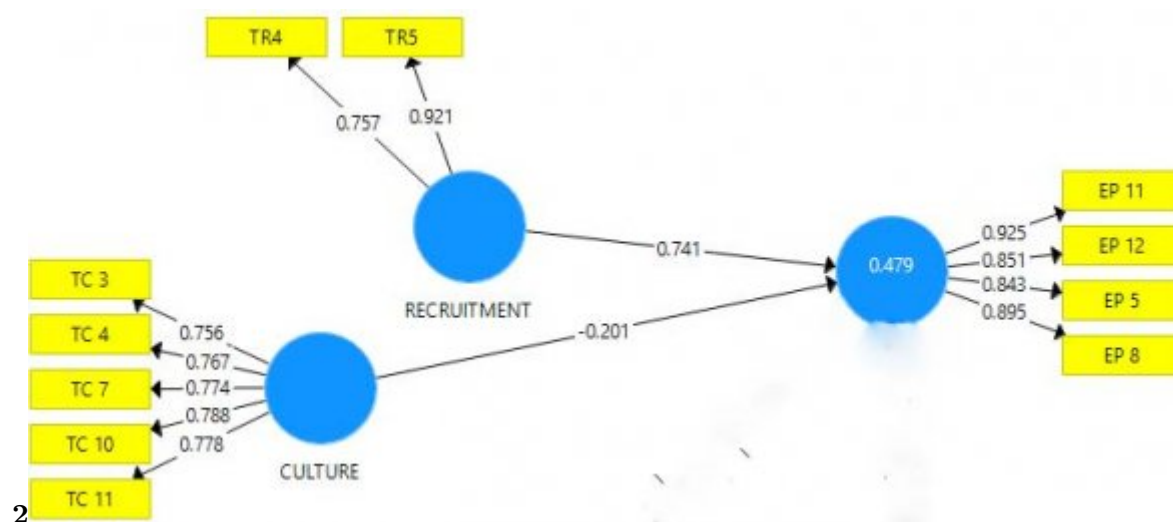 TR4 TR5
0.757 0.921
EP 11
0.925
EP 12
0.741 0.479 0.851
TC 3 EP 5
RECRUITMENT 0.843
0.756 -0.201 0.895
TC 4 EP 8
0.767
TC 7 0.774
0.788
TC 10 0.778
CULTURE
TC 11
2